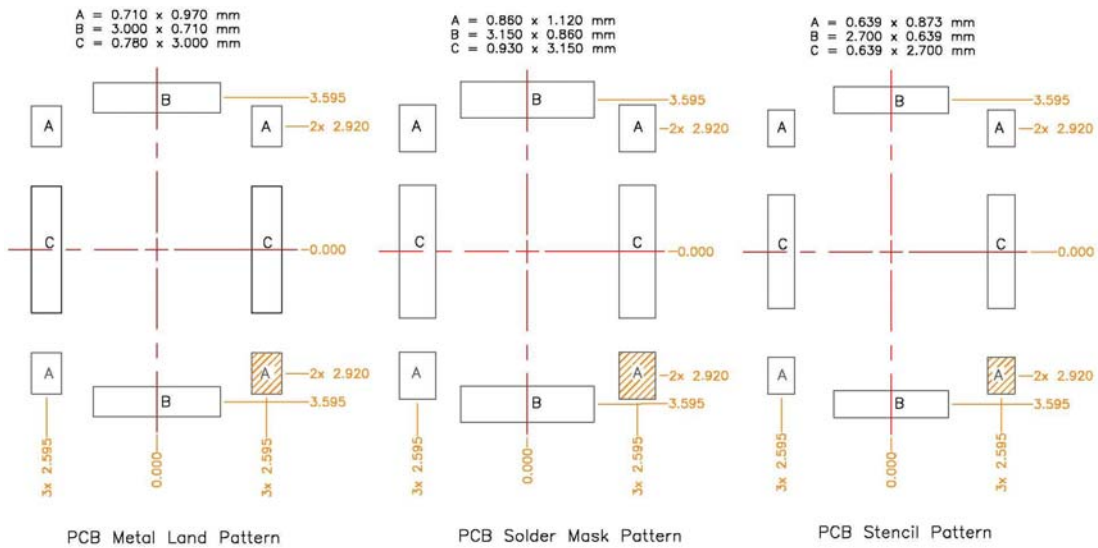 A = 0.710 x 0.970 mm
B = 3.000 x 0.710 mm
C = 0.780 x 3.000 mm
B
3.595
A
A
2x 2.920
C
C
0.000
A
A
2x 2.920
B
3.595
3x 2.595
0.000
3x 2.595
PCB Metal Land Pattern
A = 0.860 x 1.120 mm
B = 3.150 x 0.860 mm
C = 0.930 x 3.150 mm
B
3.595
A
A
2x 2.920
C
C
0.000
A
A
2x 2.920
B
3.595
3x 2.595
0.000
3x 2.595
PCB Solder Mask Pattern
A = 0.639 x 0.873 mm
B = 2.700 x 0.639 mm
C = 0.639 x 2.700 mm
B
3.595
A
A
2x 2.920
C
C
0.000
A
A
2x 2.920
B
3.595
3x 2.595
0.000
3x 2.595
PCB Stencil Pattern